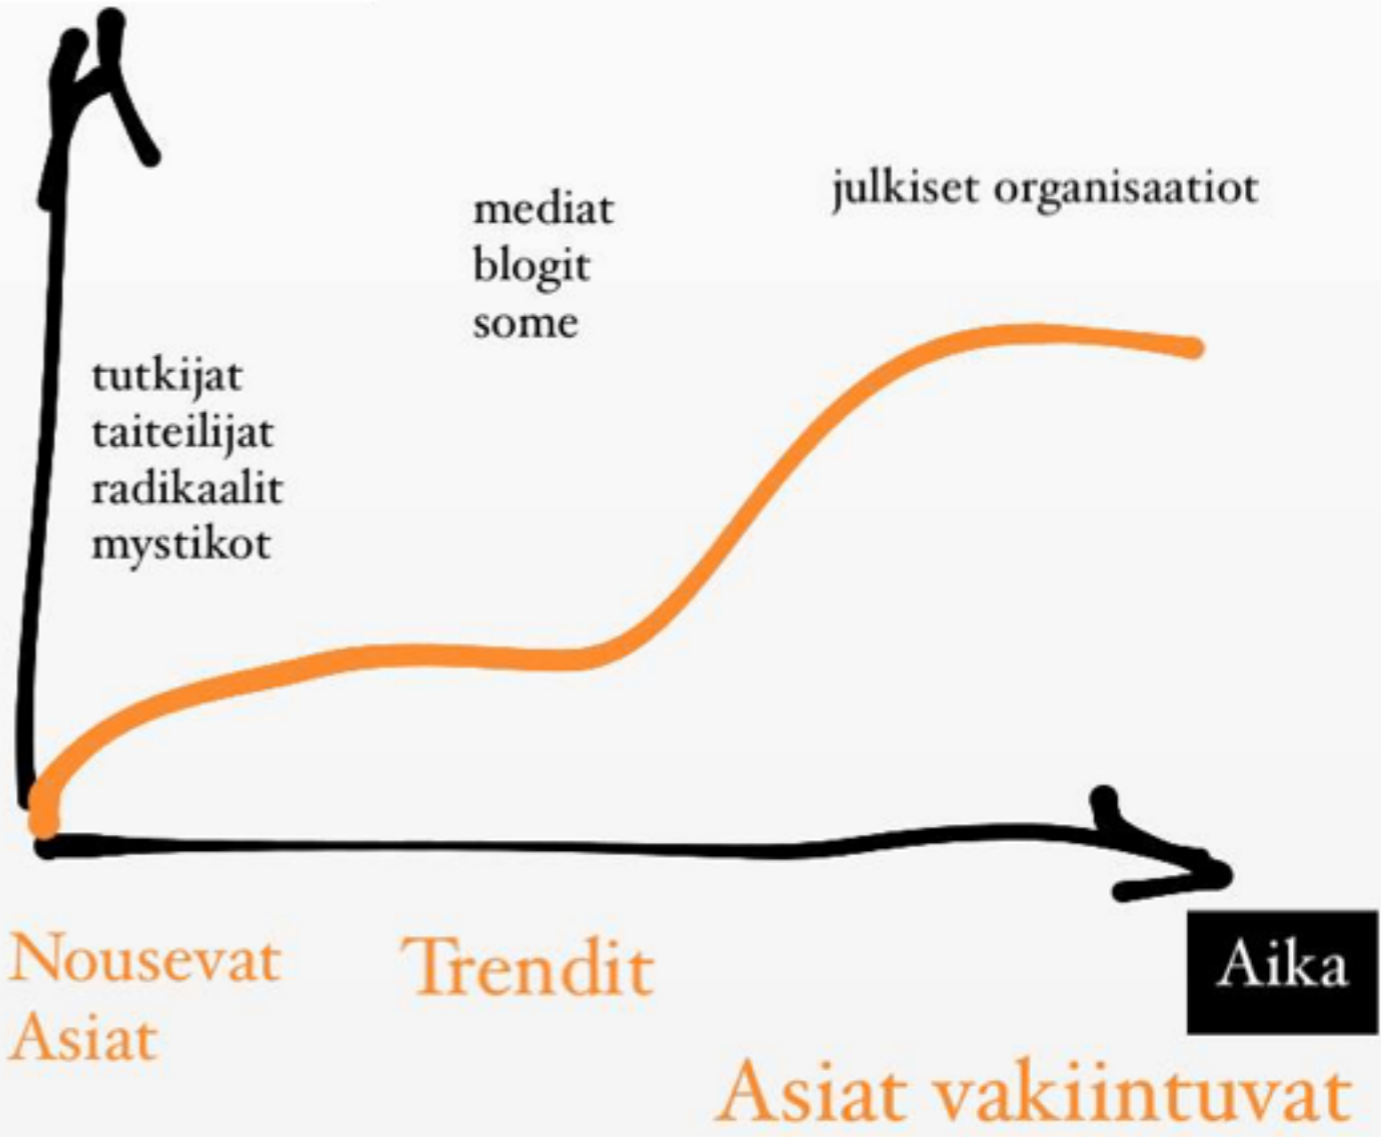 julkiset organisaatiot
mediat
blogit
some
tutkijat
taiteilijat
radikaalit
mystikot
Nousevat
Asiat
Trendit
Aika
Asiat vakiintuvat